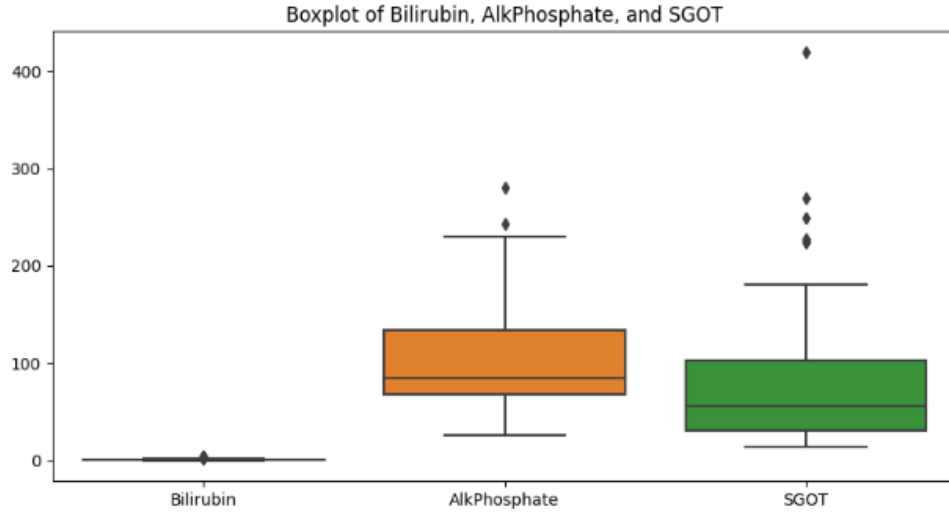 Boxplot of Bilirubin, AlkPhosphate, and SGOT
400
300
200
100
0
Bilirubin AlkPhosphate SGOT